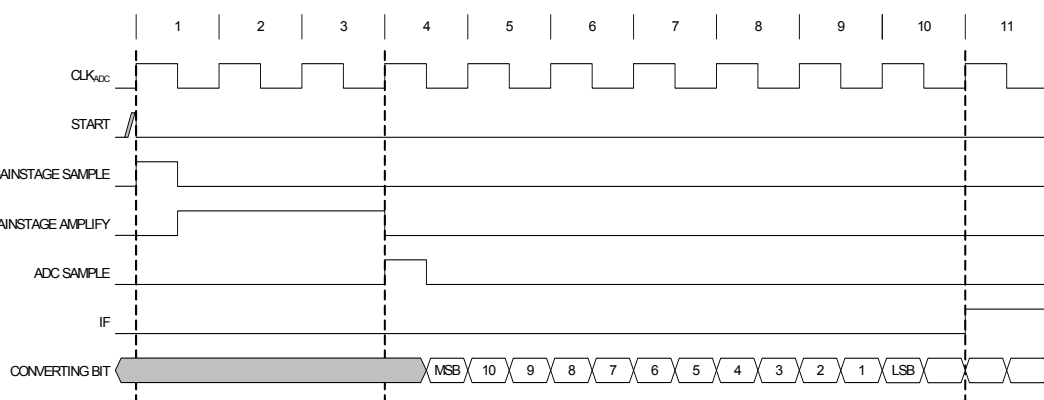 1 2 3 4 5 6 7 8 9 10 11
CLKADC
START
AINSTAGE SAMPLE
AINSTAGE AMPLIFY
ADC SAMPLE
IF
CONVERTING BIT MSB 10 9 8 7 6 5 4 3 2 1 LSB